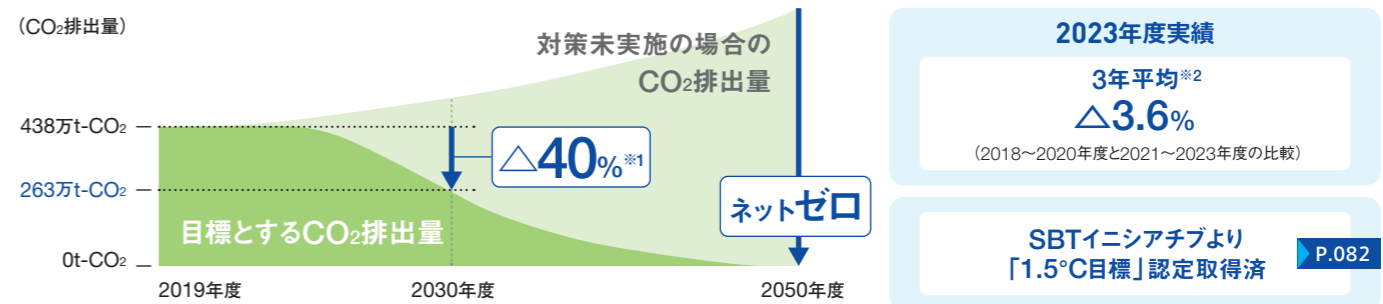 （CO₂排出量）
対策未実施の場合の
CO₂排出量
438万t-CO₂
△40%※1
263万t-CO₂
ネットゼロ
目標とするCO₂排出量
0t-CO₂
2019年度
2030年度
2050年度
2023年度実績
3年平均※2
△3.6%
（2018～2020年度と2021～2023年度の比較）
SBTイニシアチブより
「1.5°C目標」認定取得済
P.082